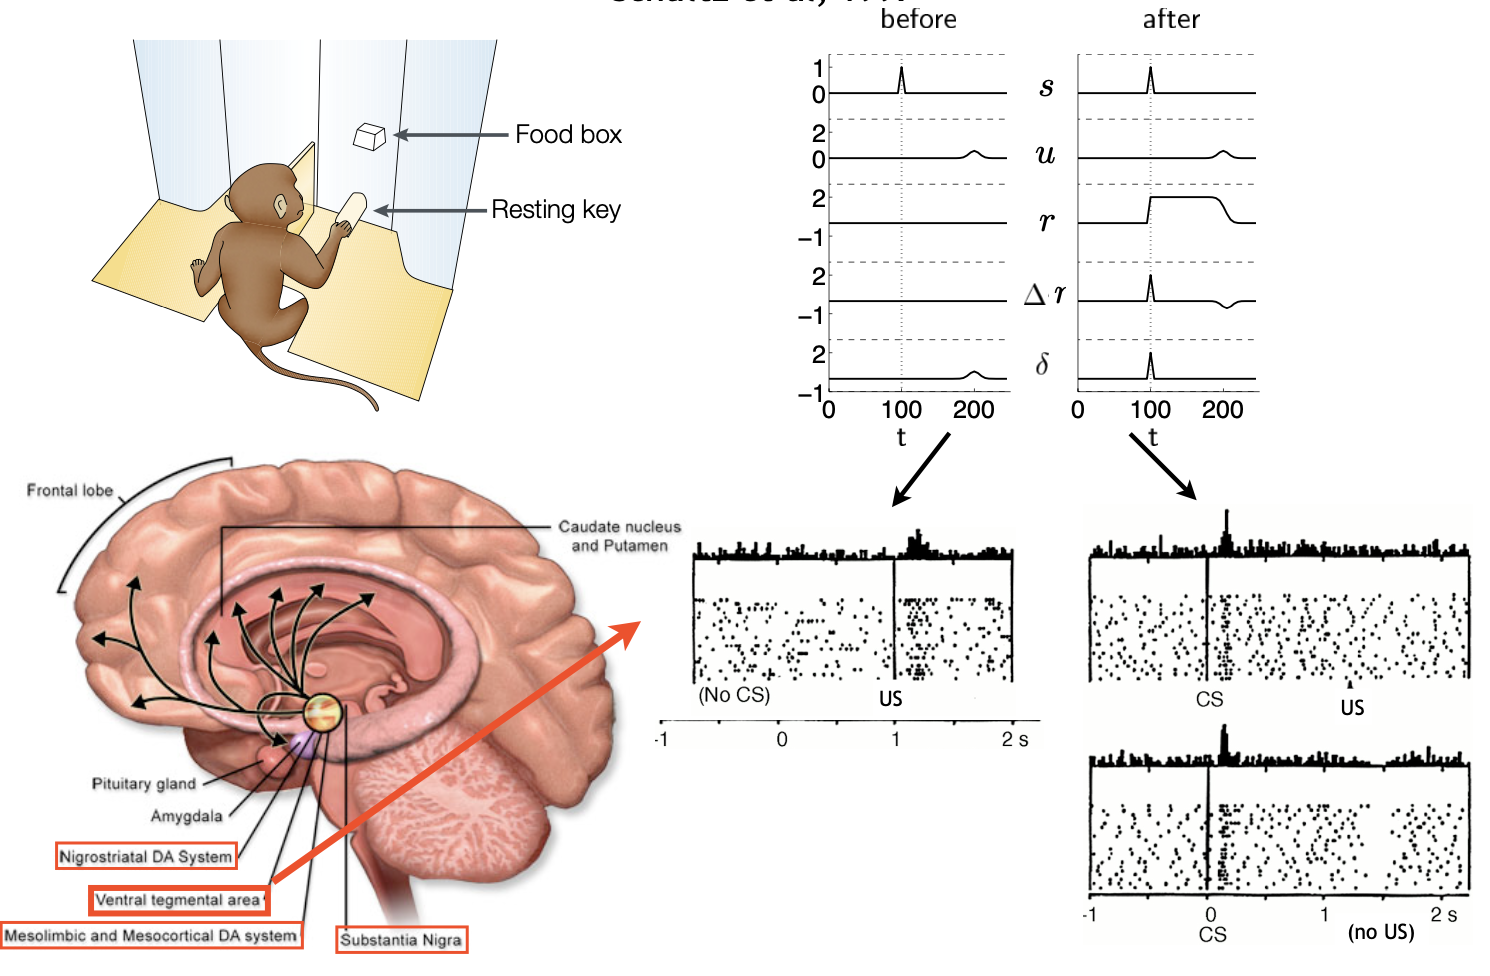 before
after
Food box
Resting key
1
0
s
2
0
u
2
-1
r
2
-1
Δ r
2
-1
δ
0 100 200
t
0 100 200
t
Frontal lobe
Caudate nucleus
and Putamen
Pituitary gland
Amygdala
Nigrostriatal DA System
Ventral tegmental area
Mesolimbic and Mesocortical DA system
Substantia Nigra
(No CS)
US
-1 0 1 2 s
CS
US
-1 0 1 2 s
CS
(no US)